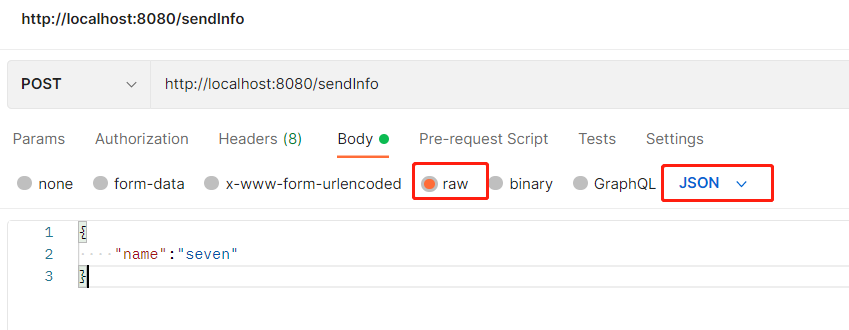 http://localhost:8080/sendInfo
POST http://localhost:8080/sendInfo
Params Authorization Headers (8) Body Pre-request Script Tests Settings
none form-data x-www-form-urlencoded raw binary GraphQL JSON
1 {
2 "name":"seven"
3 }